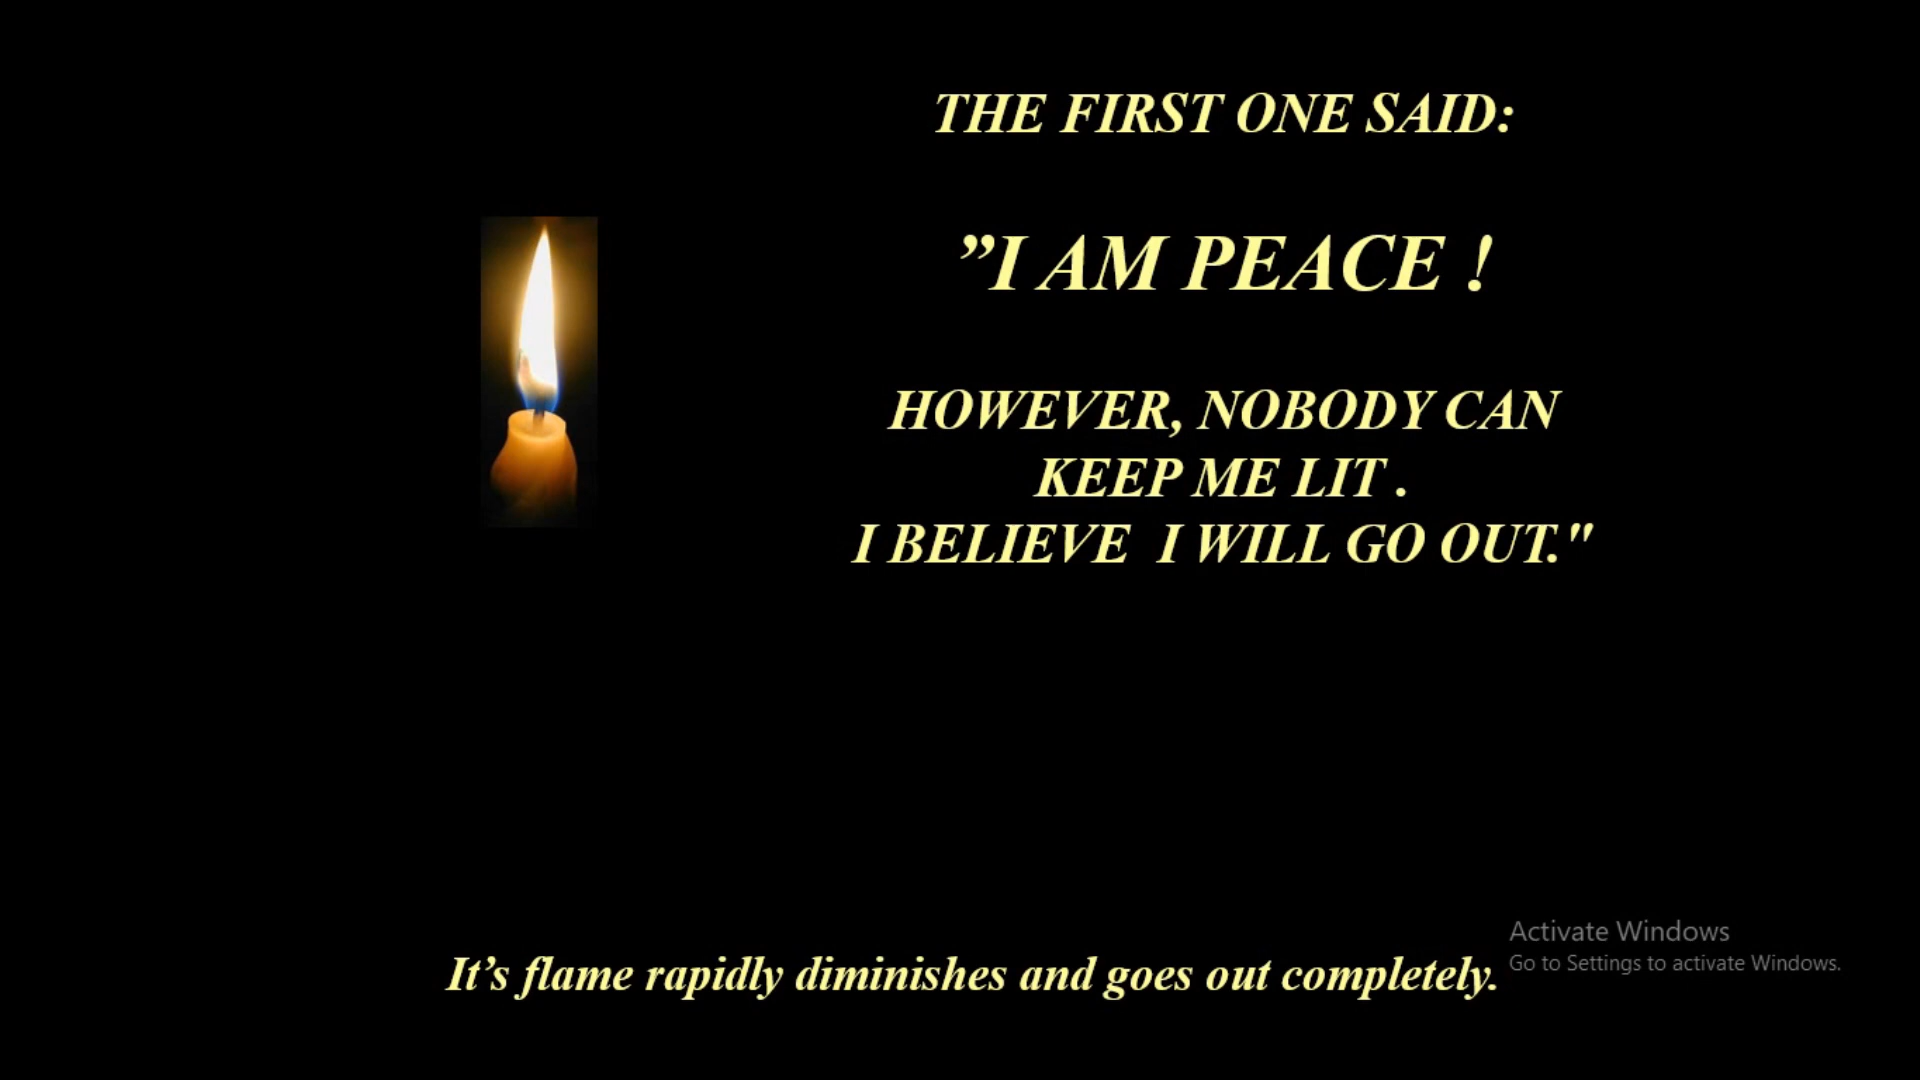 THE FIRST ONE SAID:
”I AM PEACE !
HOWEVER, NOBODY CAN
KEEP ME LIT .
I BELIEVE  I WILL GO OUT."
It’s flame rapidly diminishes and goes out completely.
Activate Windows
Go to Settings to activate Windows.